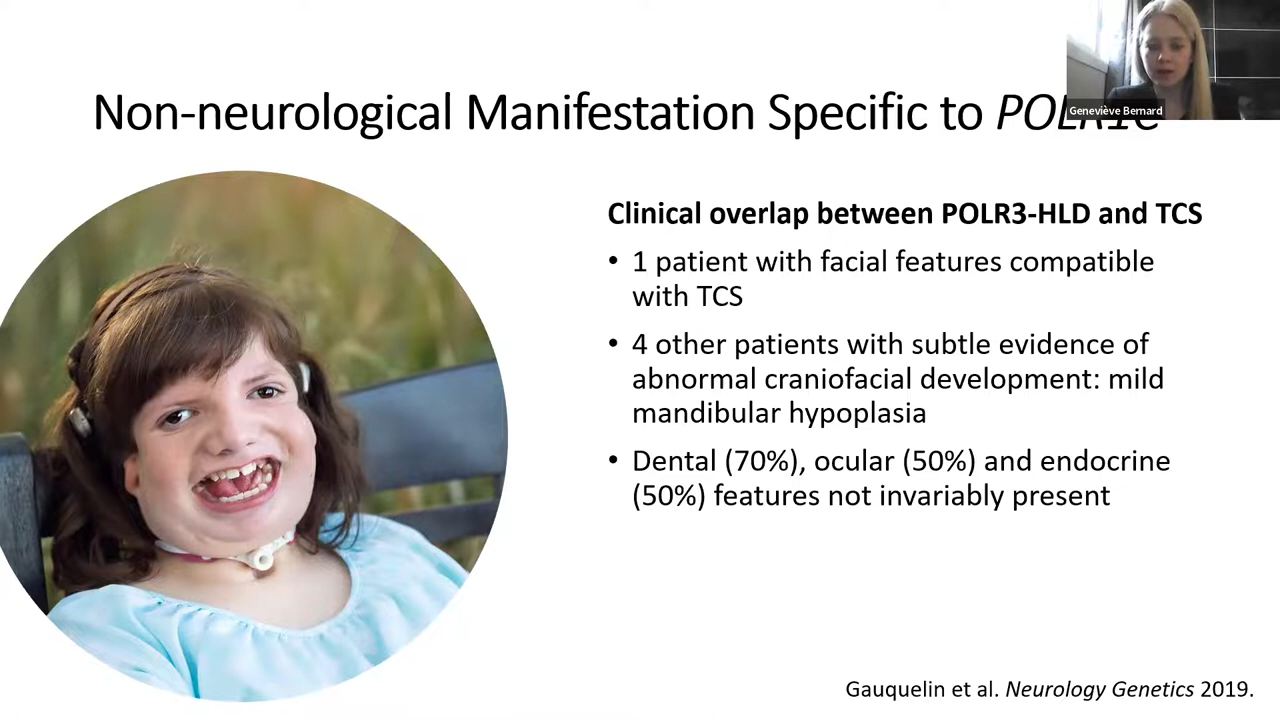 Geneviève Bernard
Non-neurological Manifestation Specific to POLR1C
Clinical overlap between POLR3-HLD and TCS
• 1 patient with facial features compatible
with TCS
• 4 other patients with subtle evidence of
abnormal craniofacial development: mild
mandibular hypoplasia
• Dental (70%), ocular (50%) and endocrine
(50%) features not invariably present
Gauquelin et al. Neurology Genetics 2019.